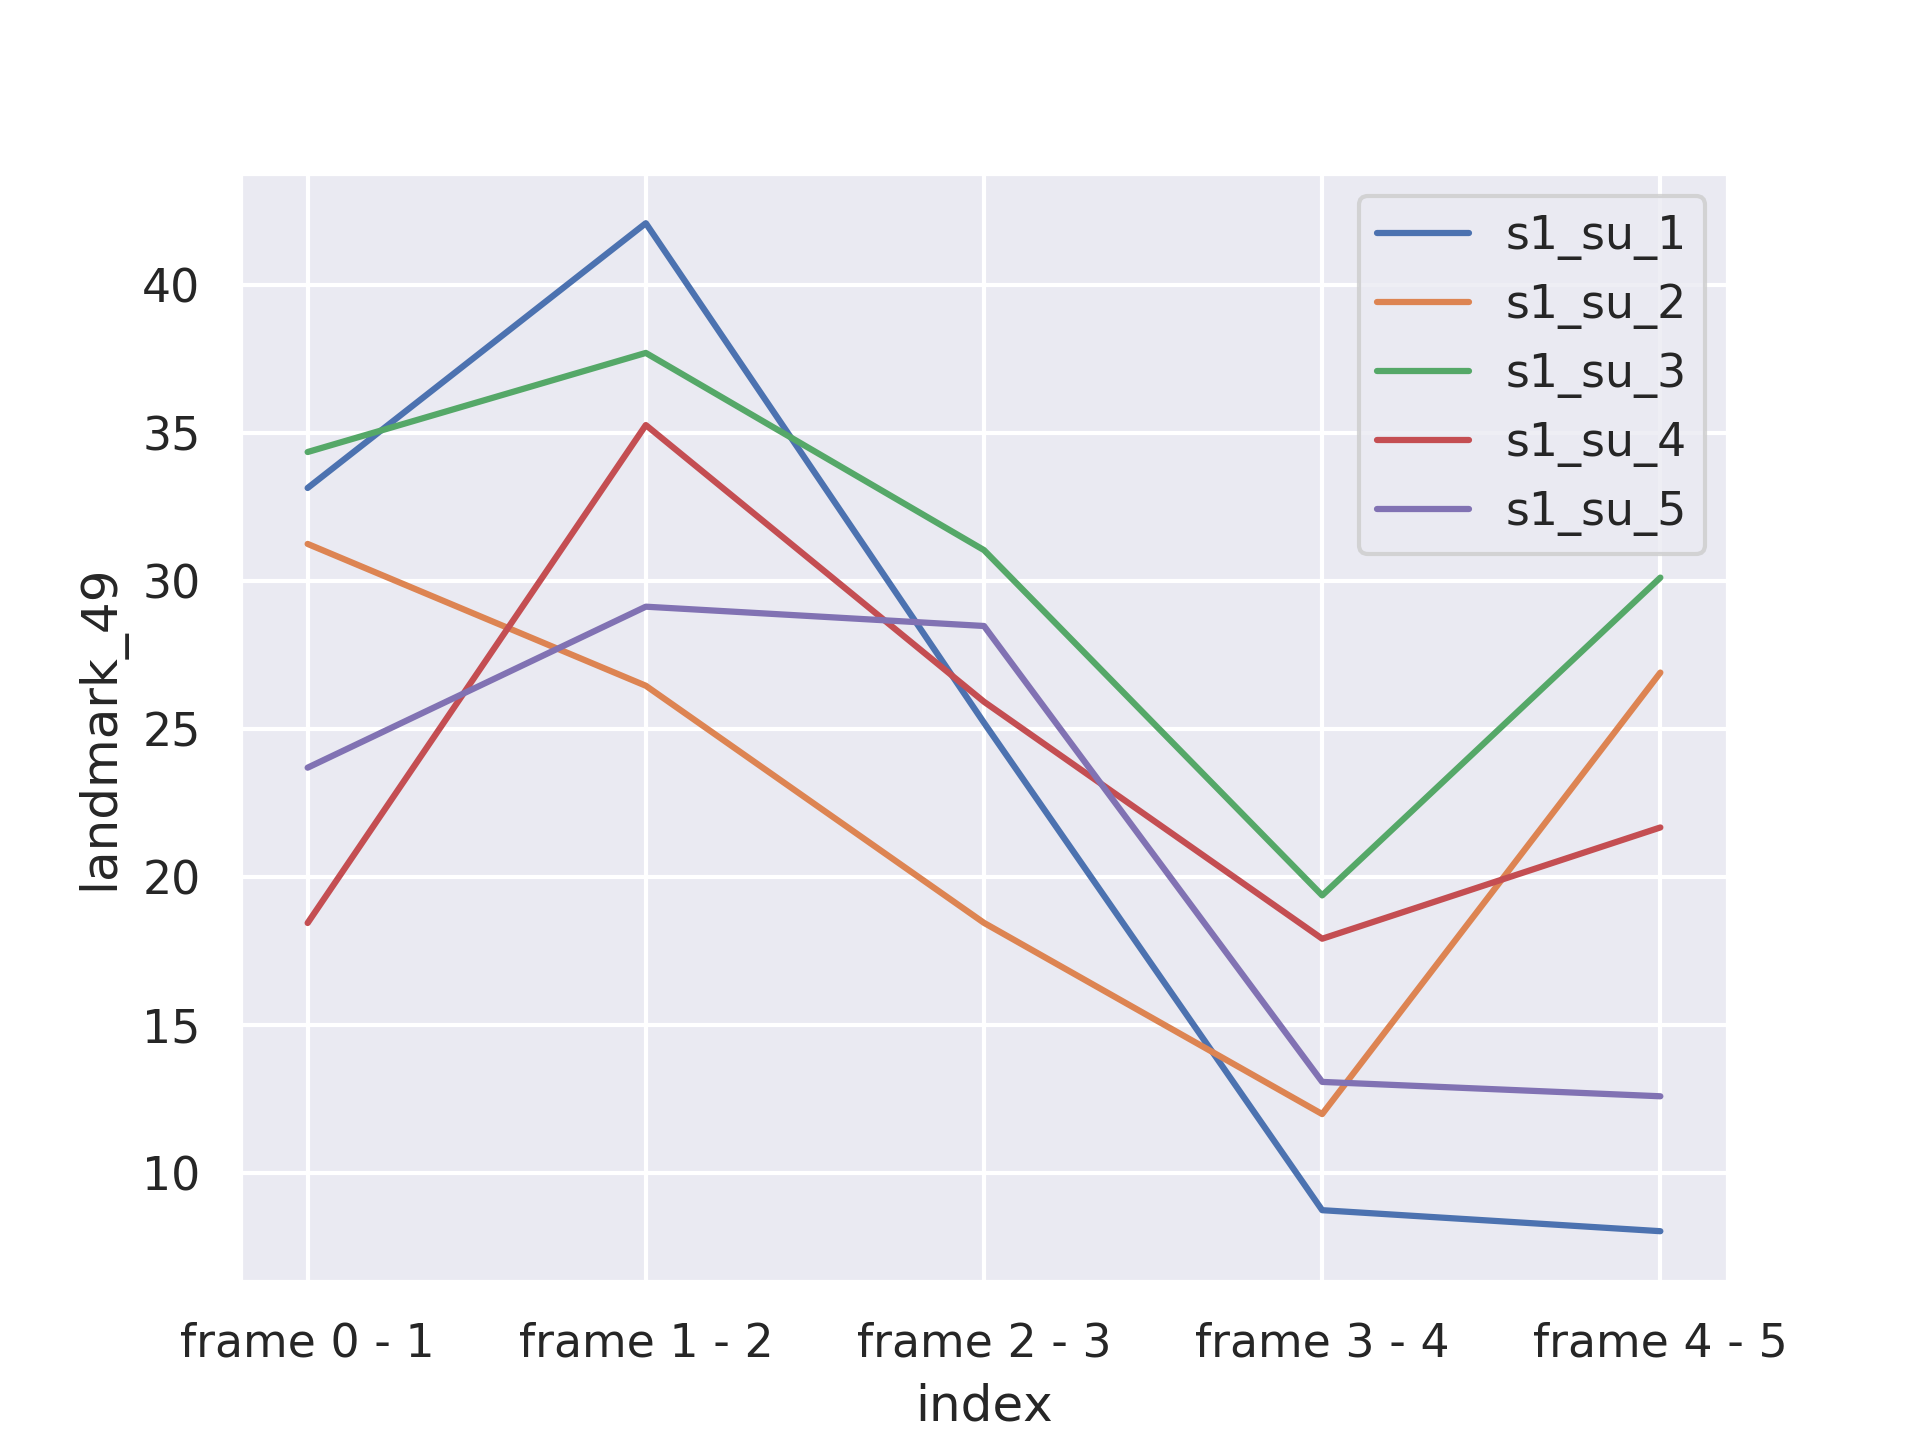 s1_su_1
s1_su_2
s1_su_3
s1_su_4
s1_su_5
landmark_49
40
35
30
25
20
15
10
frame 0 - 1
frame 1 - 2
frame 2 - 3
frame 3 - 4
frame 4 - 5
index